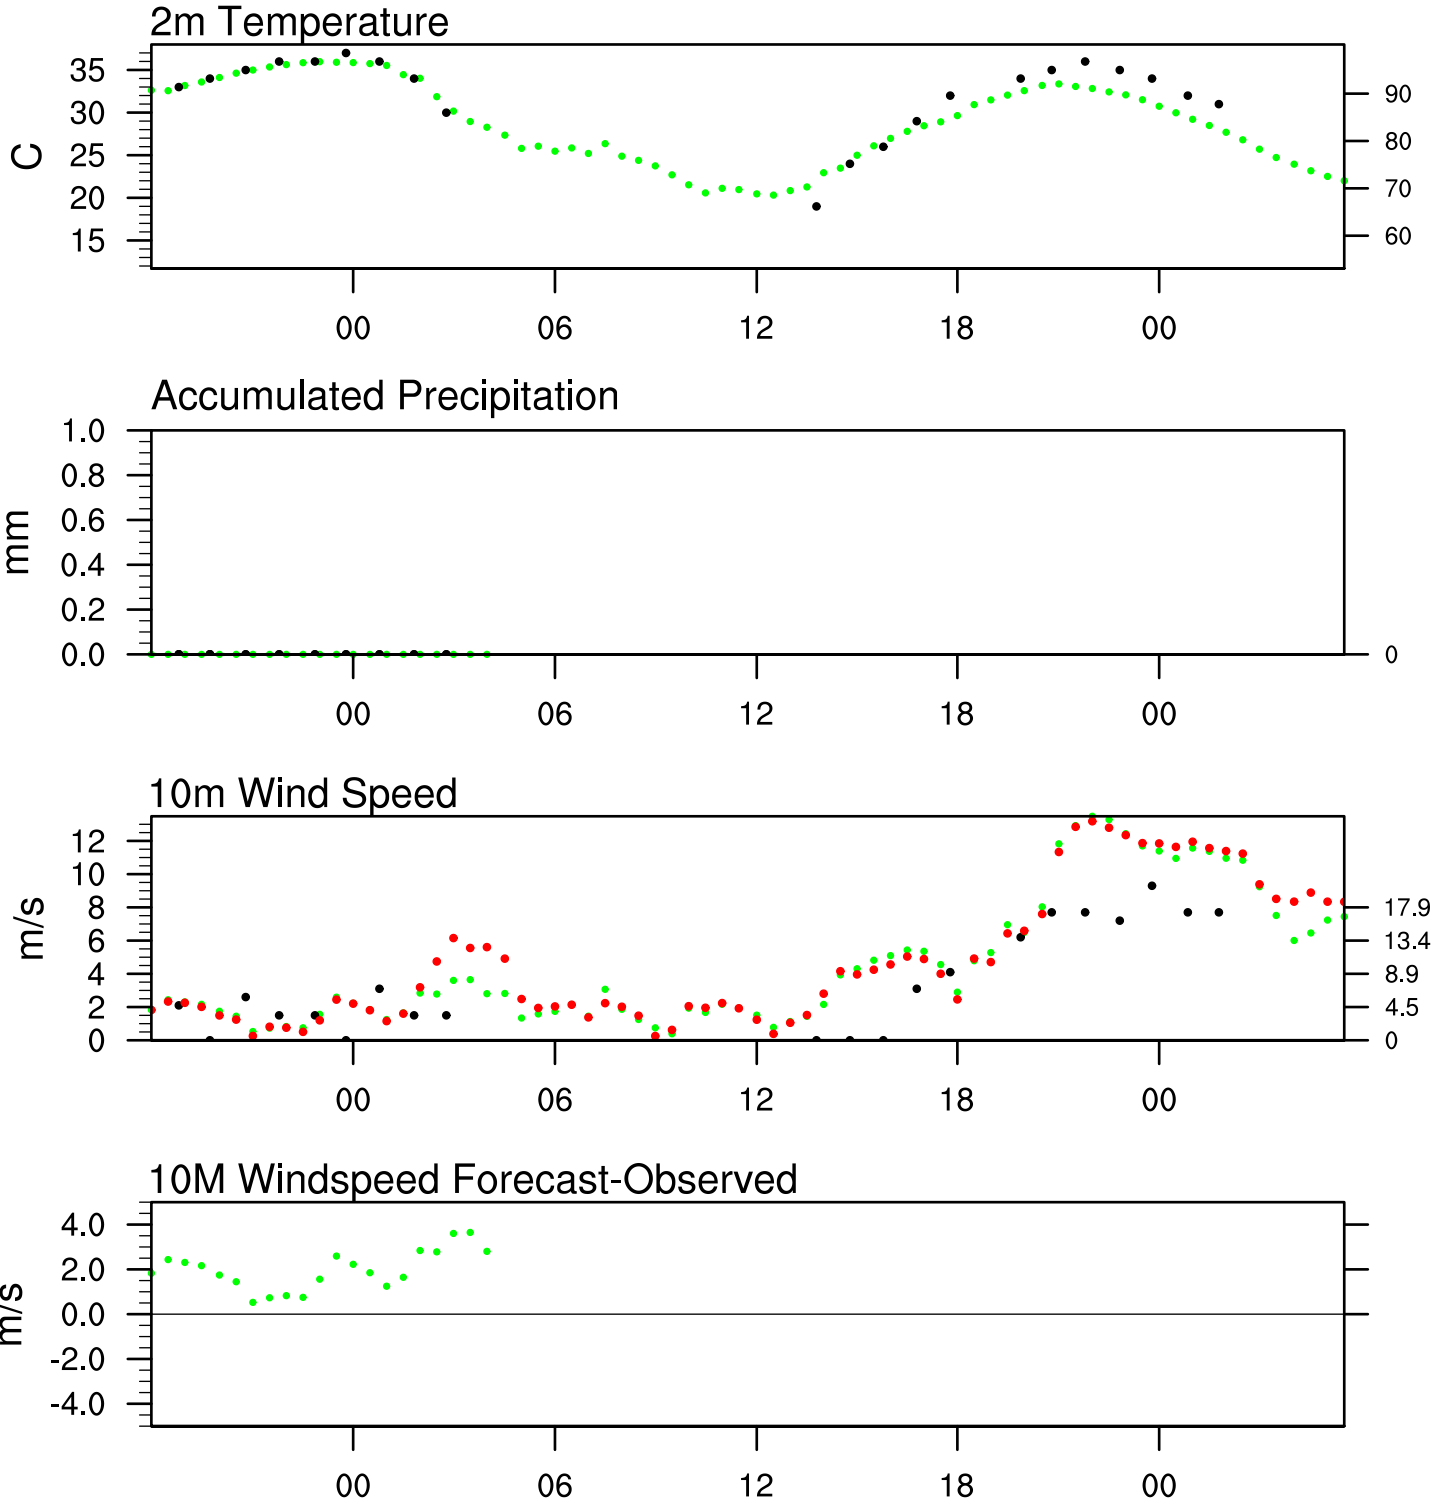 2m Temperature
C
35
30
25
20
15
90
80
70
60
00 06 12 18 00
Accumulated Precipitation
mm
1.0
0.8
0.6
0.4
0.2
0.0
0
00 06 12 18 00
10m Wind Speed
m/s
12
10
8
6
4
2
0
17.9
13.4
8.9
4.5
0
00 06 12 18 00
10M Windspeed Forecast-Observed
m/s
4.0
2.0
0.0
-2.0
-4.0
00 06 12 18 00